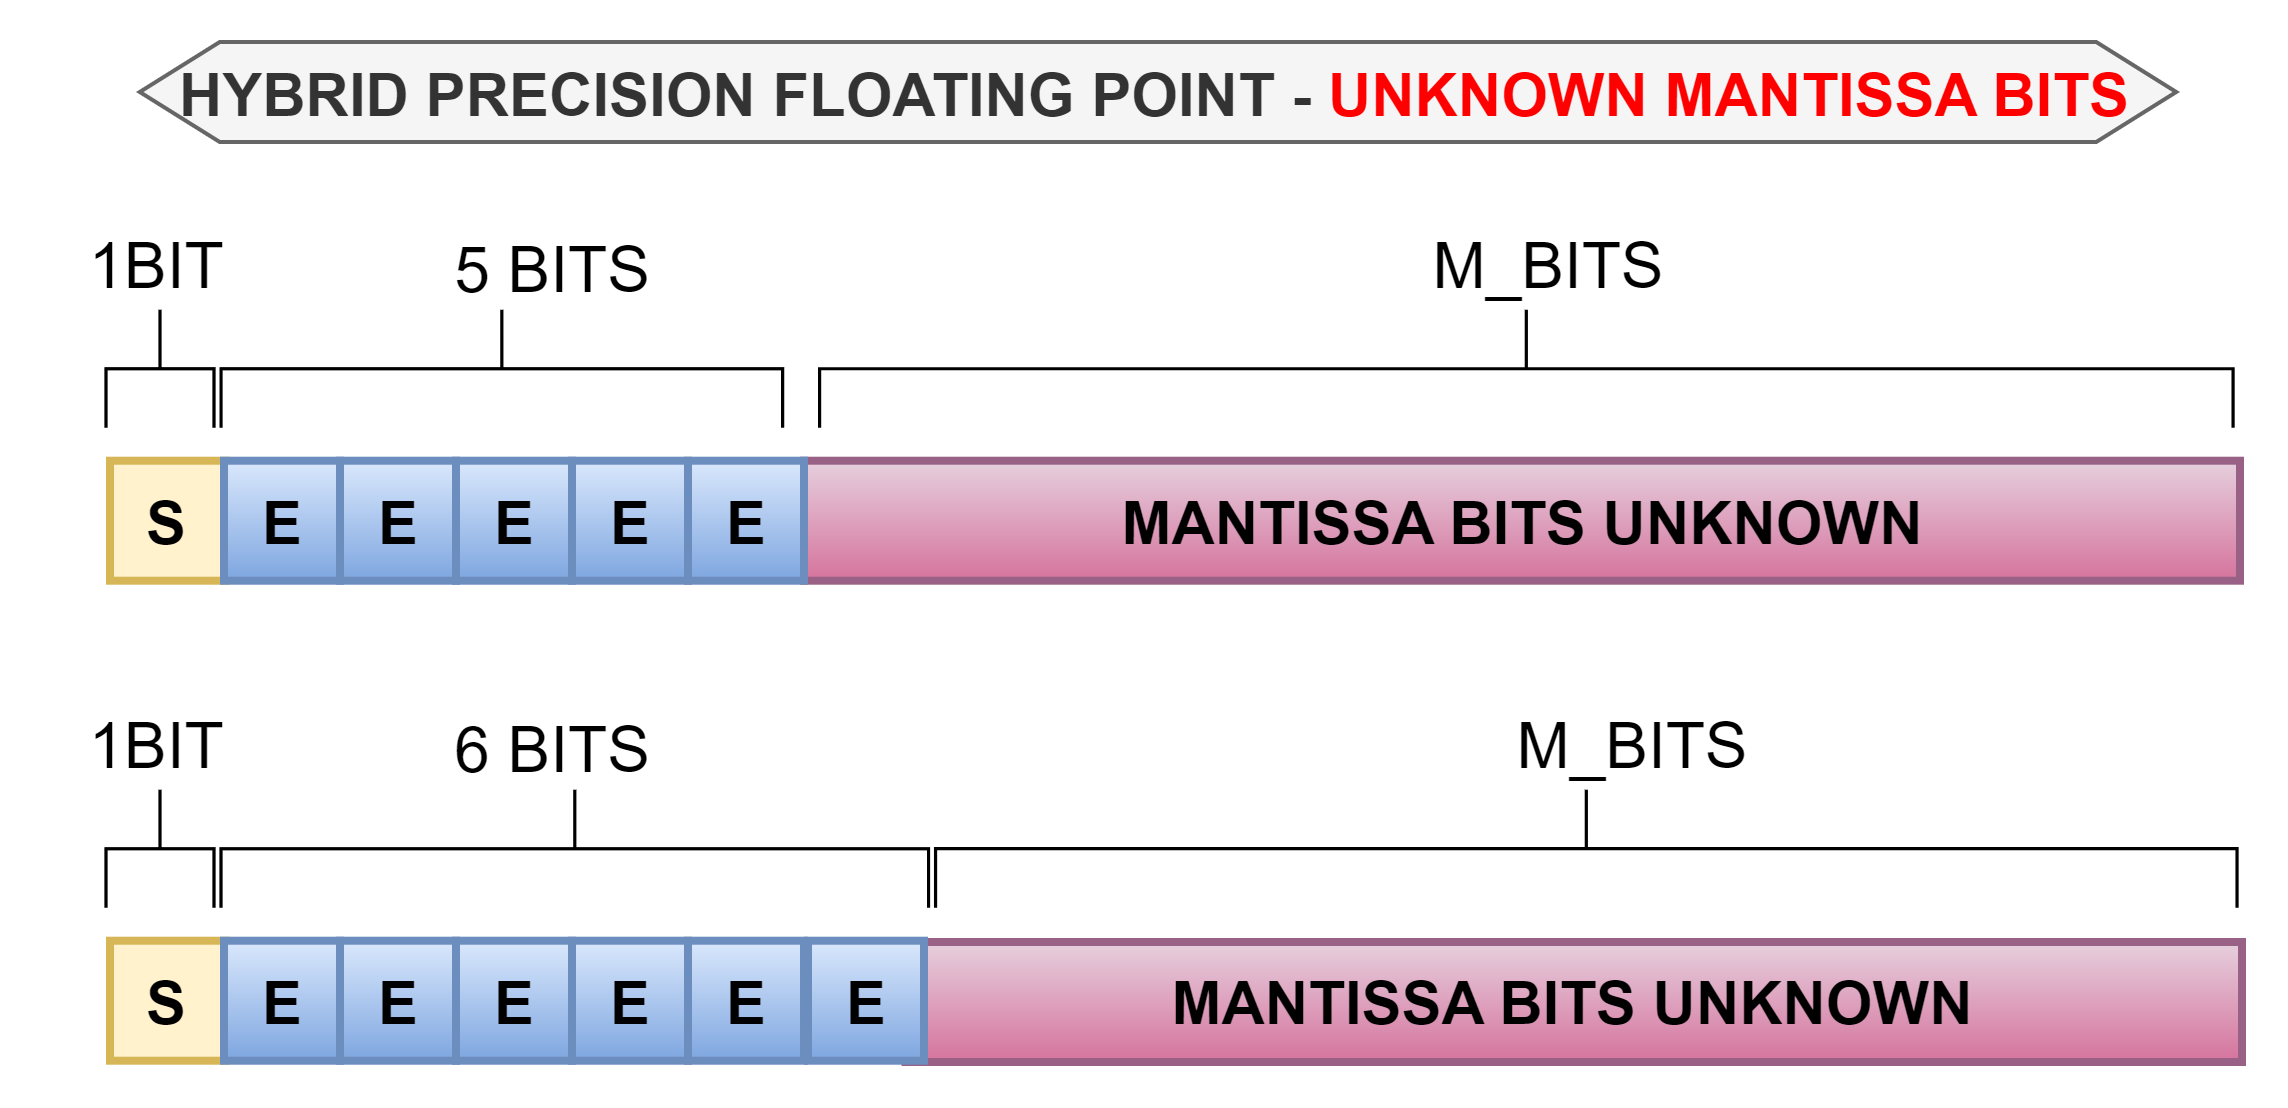 HYBRID PRECISION FLOATING POINT - UNKNOWN MANTISSA BITS
1BIT 5 BITS M_BITS
S E E E E E MANTISSA BITS UNKNOWN
1BIT 6 BITS M_BITS
S E E E E E E MANTISSA BITS UNKNOWN